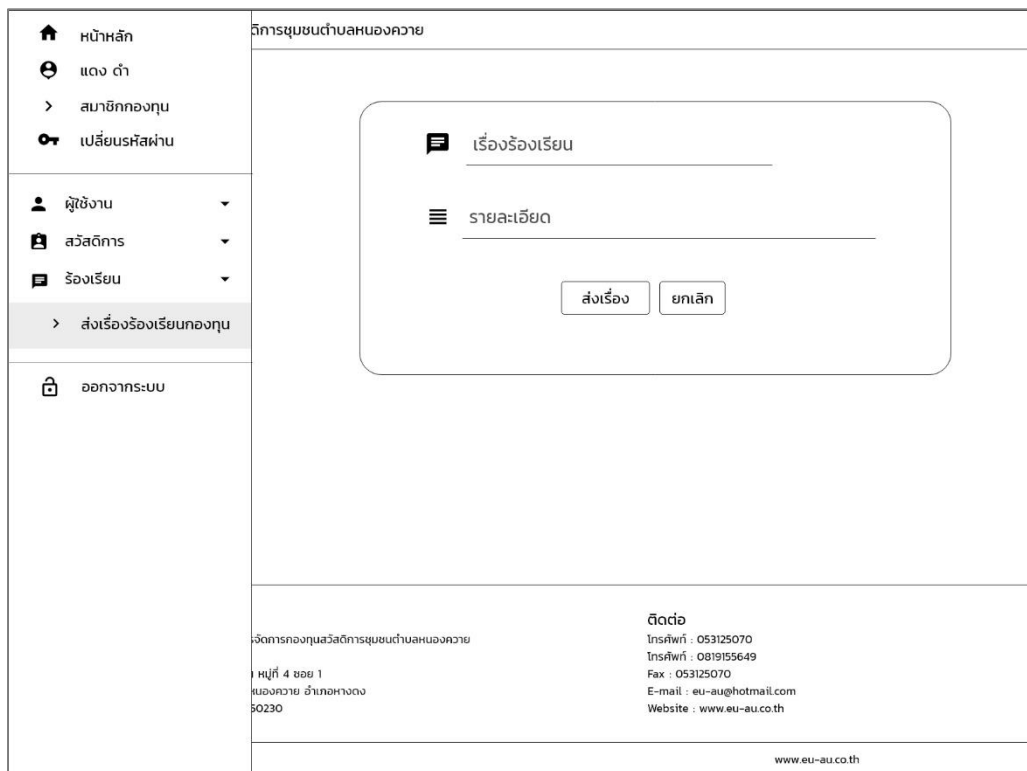 หน้าหลัก
แดง ดำ
สมาชิกกองทุน
เปลี่ยนรหัสผ่าน
ผู้ใช้งาน
สวัสดิการ
ร้องเรียน
ส่งเรื่องร้องเรียนกองทุน
ออกจากระบบ
ดิการชุมชนตำบลหนองควาย
เรื่องร้องเรียน
รายละเอียด
ส่งเรื่อง ยกเลิก
จัดการกองทุนสวัสดิการชุมชนตำบลหนองควาย
หมู่ที่ 4 ซอย 1
หนองควาย อำเภอหางดง
50230
ติดต่อ
โทรศัพท์ : 053125070
โทรศัพท์ : 0819155649
Fax : 053125070
E-mail : eu-au@hotmail.com
Website : www.eu-au.co.th
www.eu-au.co.th